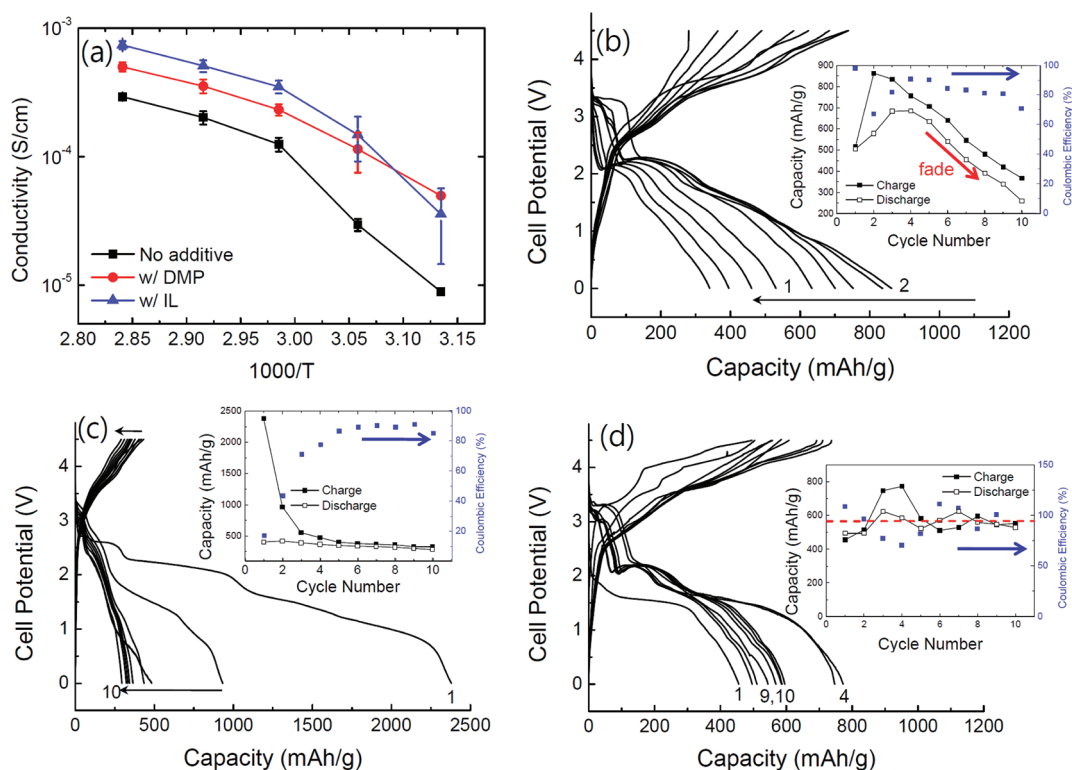 (a)
10⁻³
10⁻⁴
10⁻⁵
Conductivity (S/cm)
No additive
w/ DMP
w/ IL
2.80 2.85 2.90 2.95 3.00 3.05 3.10 3.15
1000/T
(b)
4
3
2
1
0
Cell Potential (V)
1
2
0 200 400 600 800 1000 1200
Capacity (mAh/g)
900
800
700
600
500
400
300
200
Capacity (mAh/g)
fade
Charge
Discharge
100
80
60
40
20
0
Coulombic Efficiency (%)
0 2 4 6 8 10
Cycle Number
(c)
4
3
2
1
0
Cell Potential (V)
10
1
0 500 1000 1500 2000 2500
Capacity (mAh/g)
2500
2000
1500
1000
500
Capacity (mAh/g)
Charge
Discharge
100
80
60
40
20
Coulombic Efficiency (%)
0 2 4 6 8 10
Cycle Number
(d)
4
3
2
1
0
Cell Potential (V)
1
9,10
4
0 200 400 600 800 1000 1200
Capacity (mAh/g)
800
600
400
200
0
Capacity (mAh/g)
Charge
Discharge
150
100
50
0
Coulombic Efficiency (%)
0 2 4 6 8 10
Cycle Number